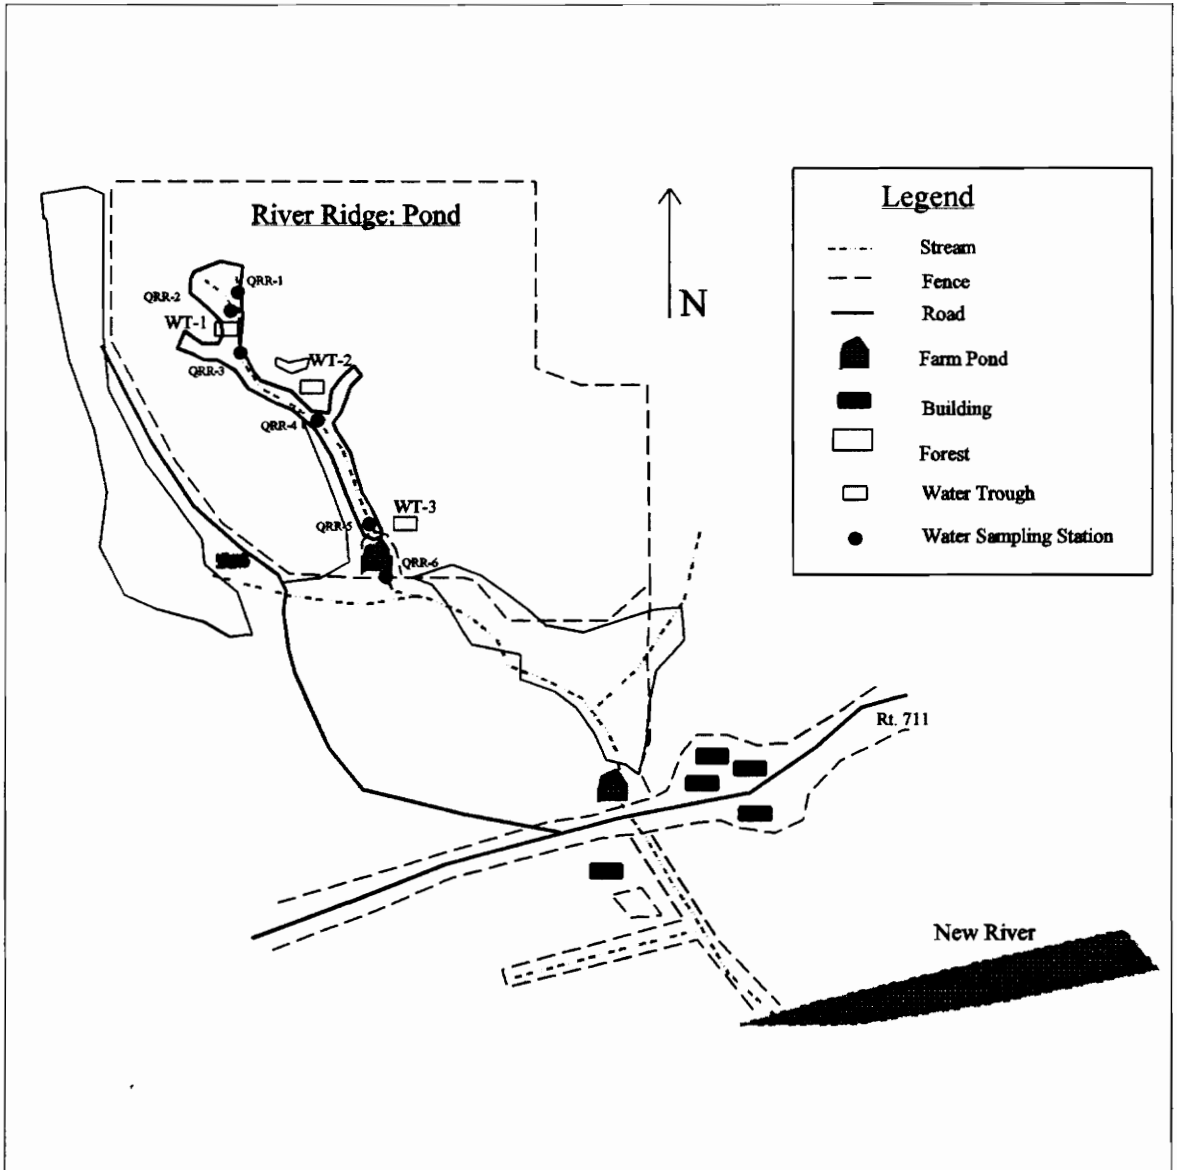 River Ridge: Pond
QRR-1
QRR-2
WT-1
QRR-3
WT-2
QRR-4
WT-3
QRR-5
QRR-6
N
Legend
Stream
Fence
Road
Farm Pond
Building
Forest
Water Trough
Water Sampling Station
Rt. 711
New River